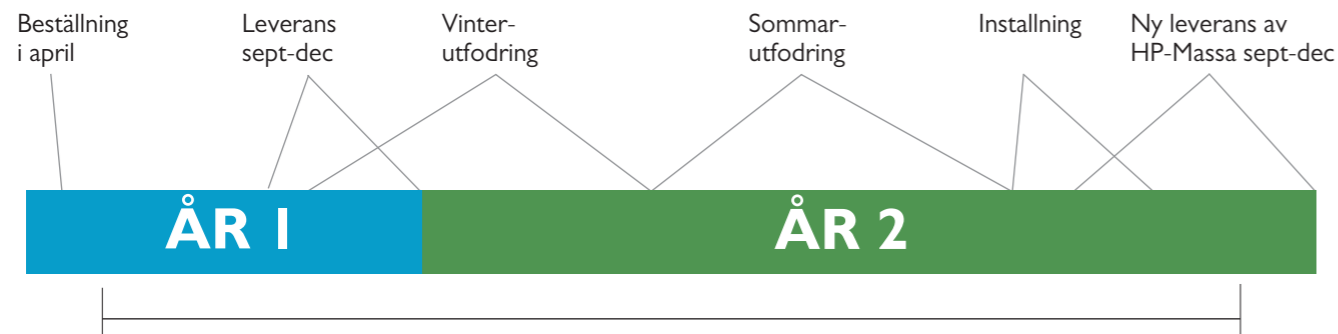 Beställning
i april
Leverans
sept-dec
Vinter-
utfodring
Sommar-
utfodring
Installning
Ny leverans av
HP-Massa sept-dec
ÅR 1
ÅR 2